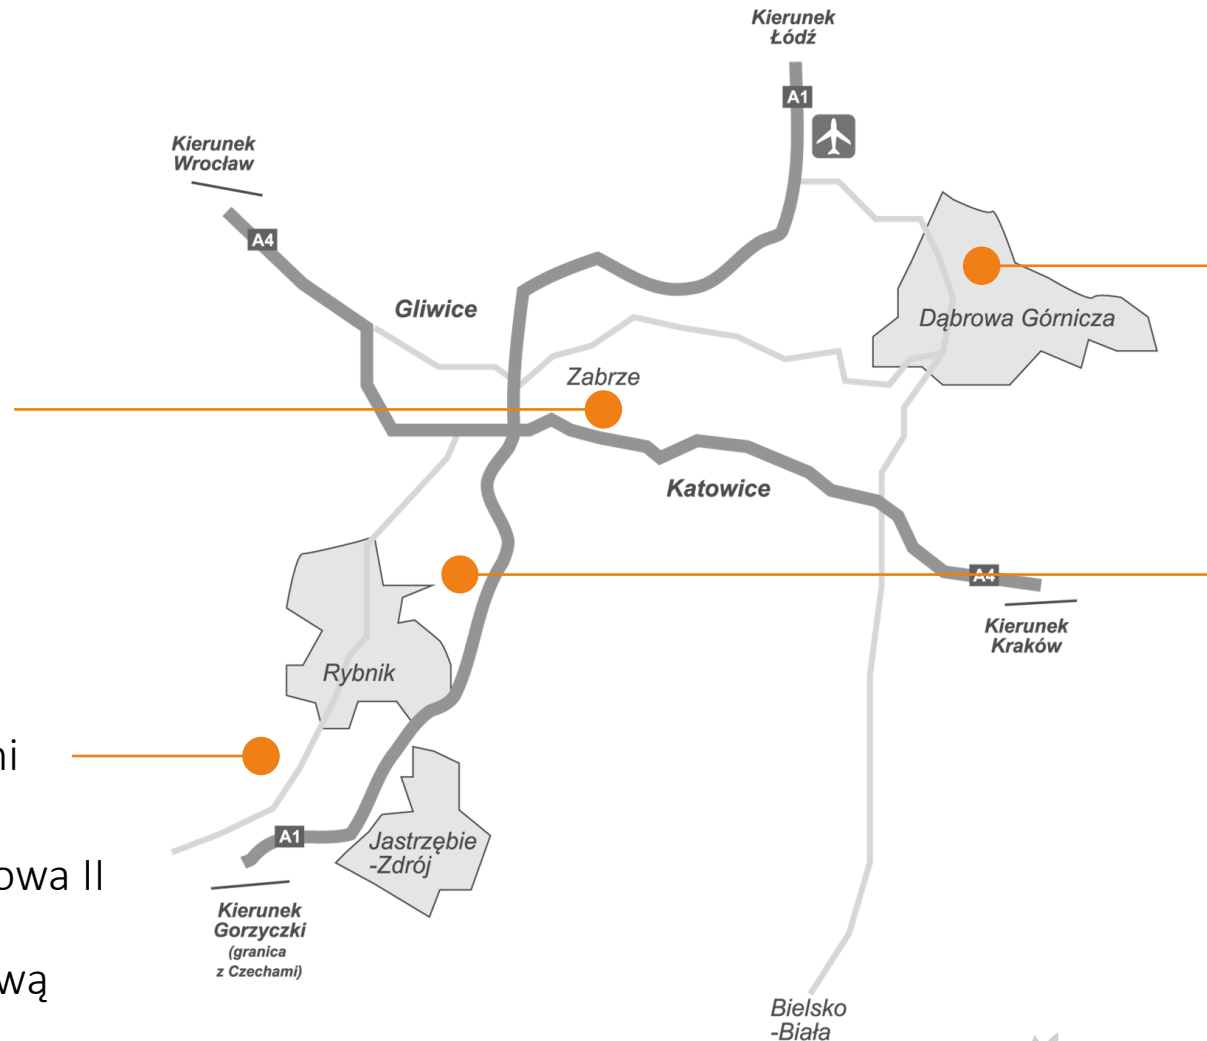 Kierunek
Łódź
A1
Kierunek
Wrocław
A4
Gliwice
Dąbrowa Górnicza
Zabrze
Katowice
A4
Kierunek
Kraków
Rybnik
ni
A1
Jastrzębie
-Zdrój
owa II
Kierunek
Gorzyczki
(granica
z Czechami)
wą
Bielsko
-Biała